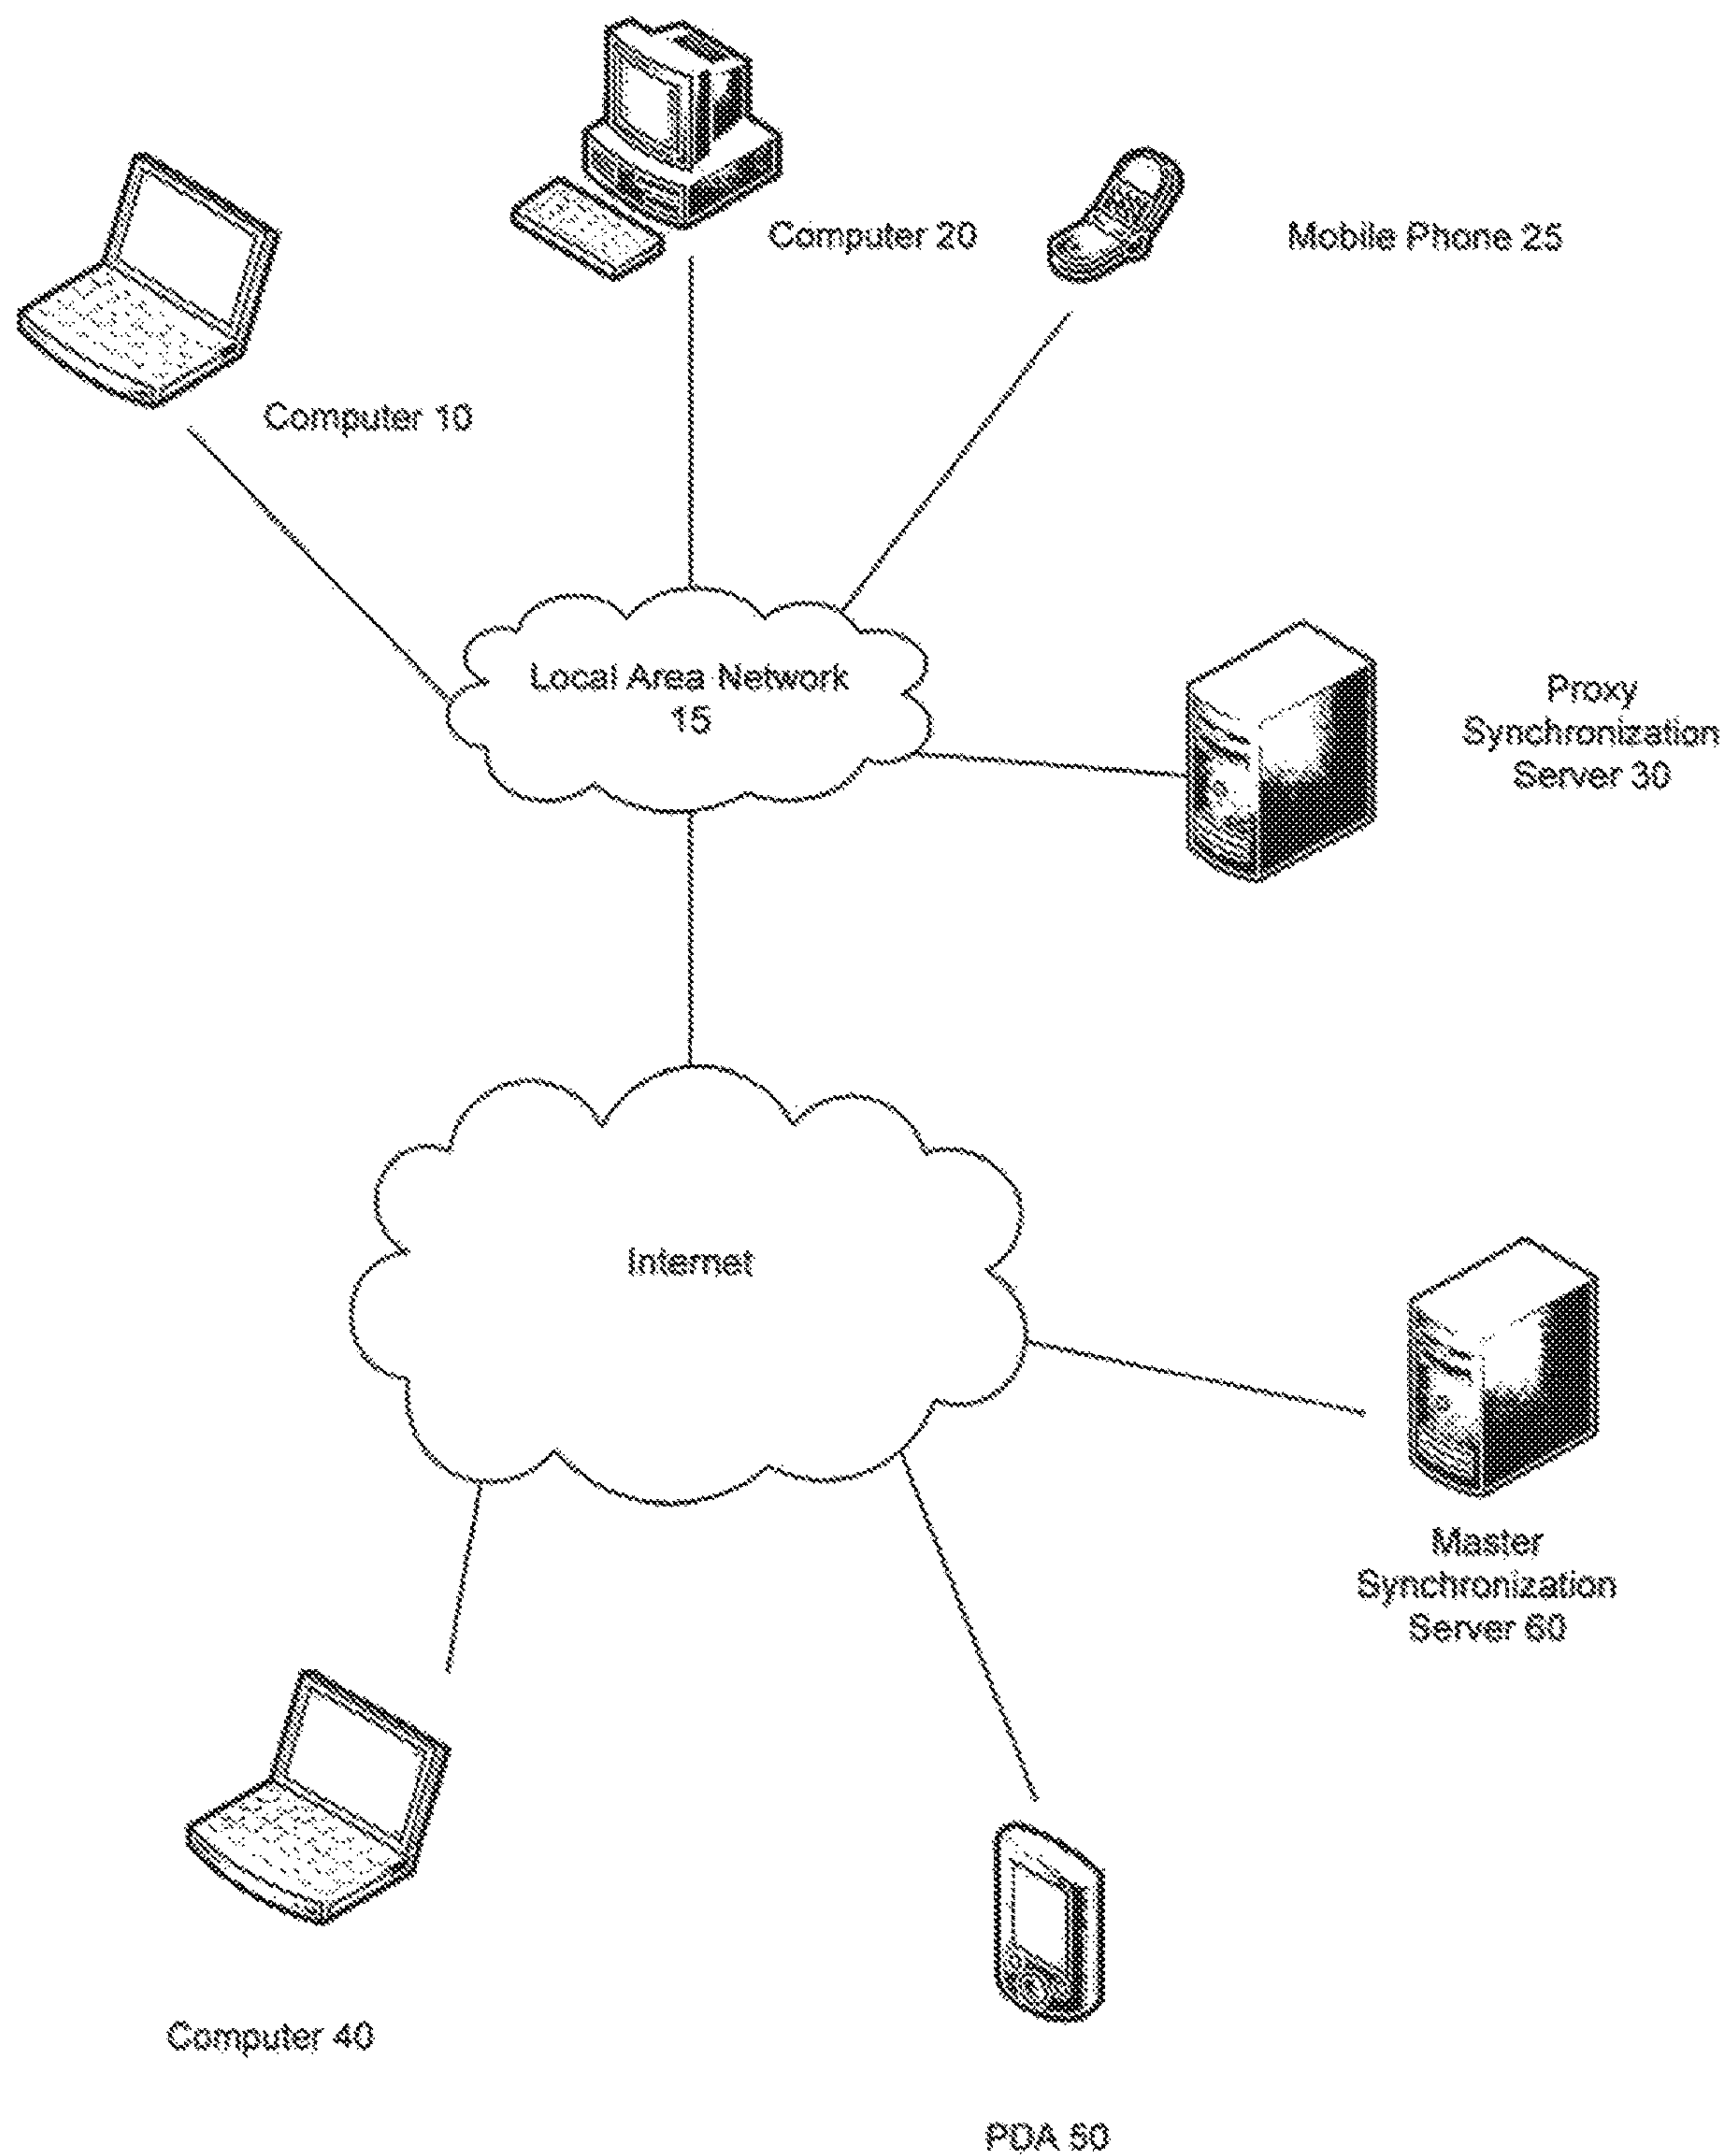 Computer 20
Mobile Phone 25
Computer 10
Local Area Network
15
Proxy
Synchronization
Server 30
Internet
Master
Synchronization
Server 60
Computer 40
PDA 50